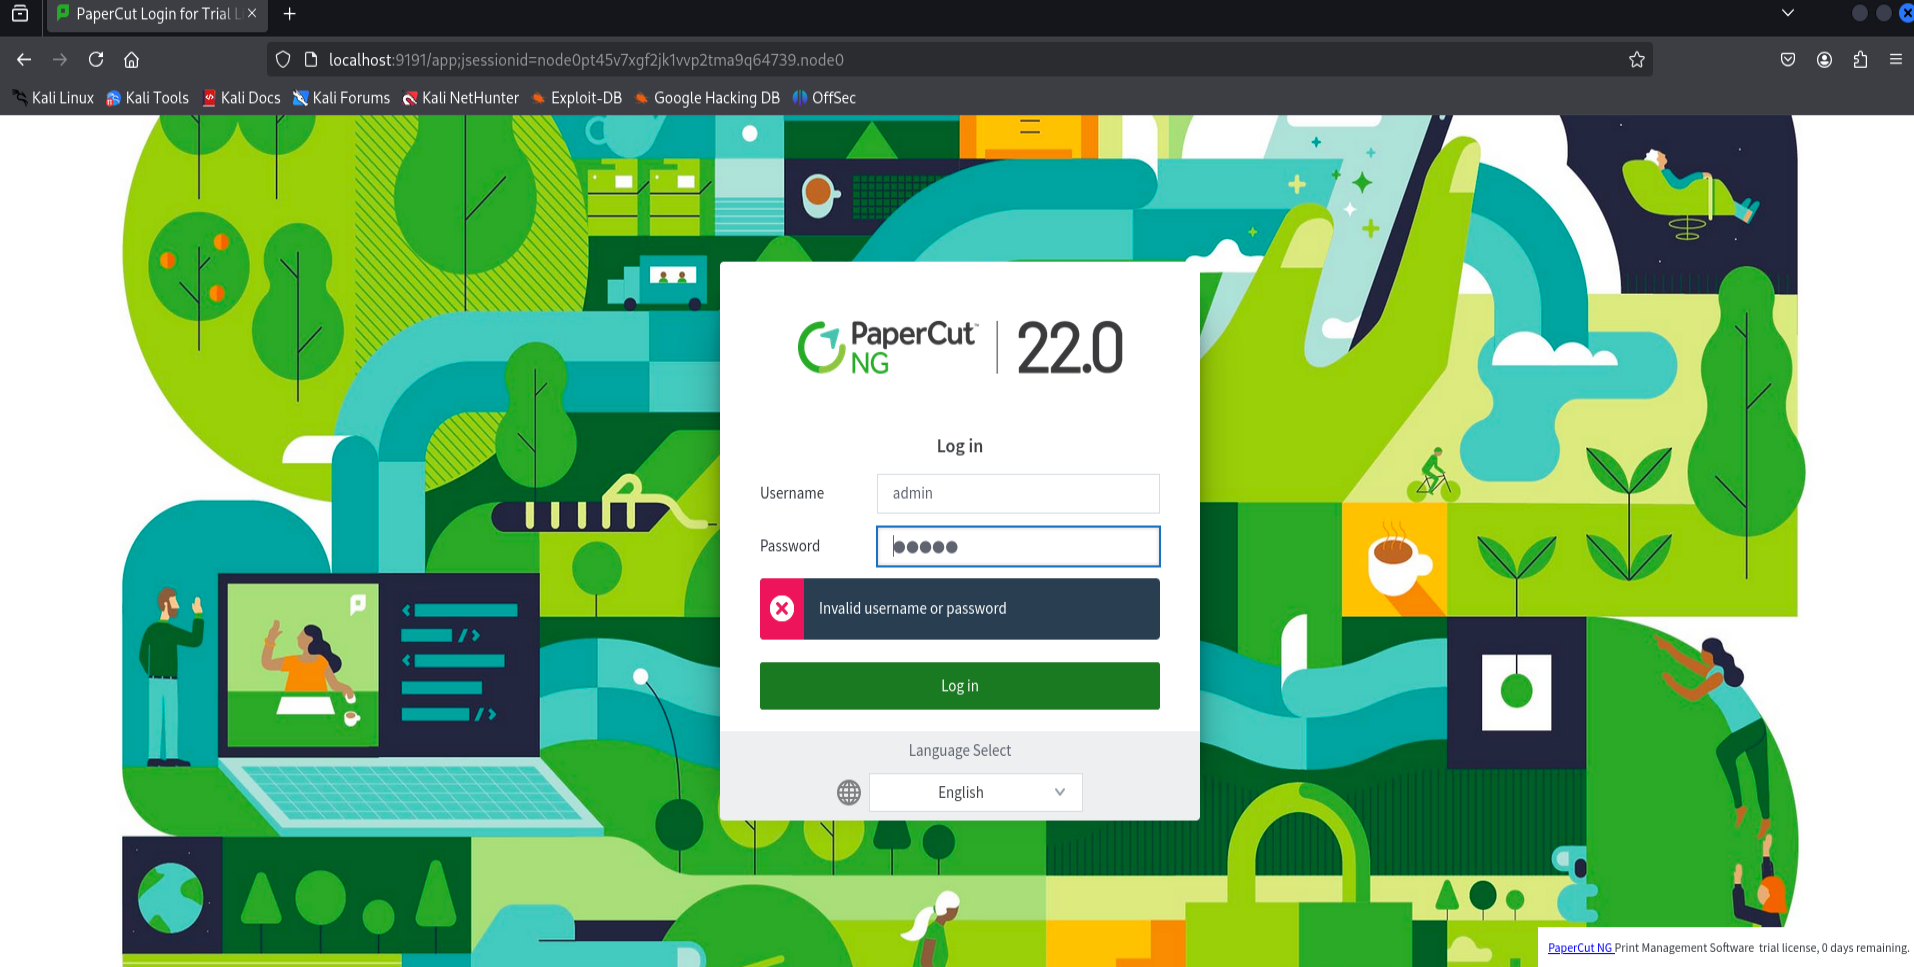 PaperCut Login for Trial L
localhost:9191/app;jsessionid=node0pt45v7xgf2jk1vvp2tma9q64739.node0
Kali Linux Kali Tools Kali Docs Kali Forums Kali NetHunter Exploit-DB Google Hacking DB OffSec
PaperCut™ NG | 22.0
Log in
Username admin
Password
Invalid username or password
Log in
Language Select
English
PaperCut NG Print Management Software trial license, 0 days remaining.